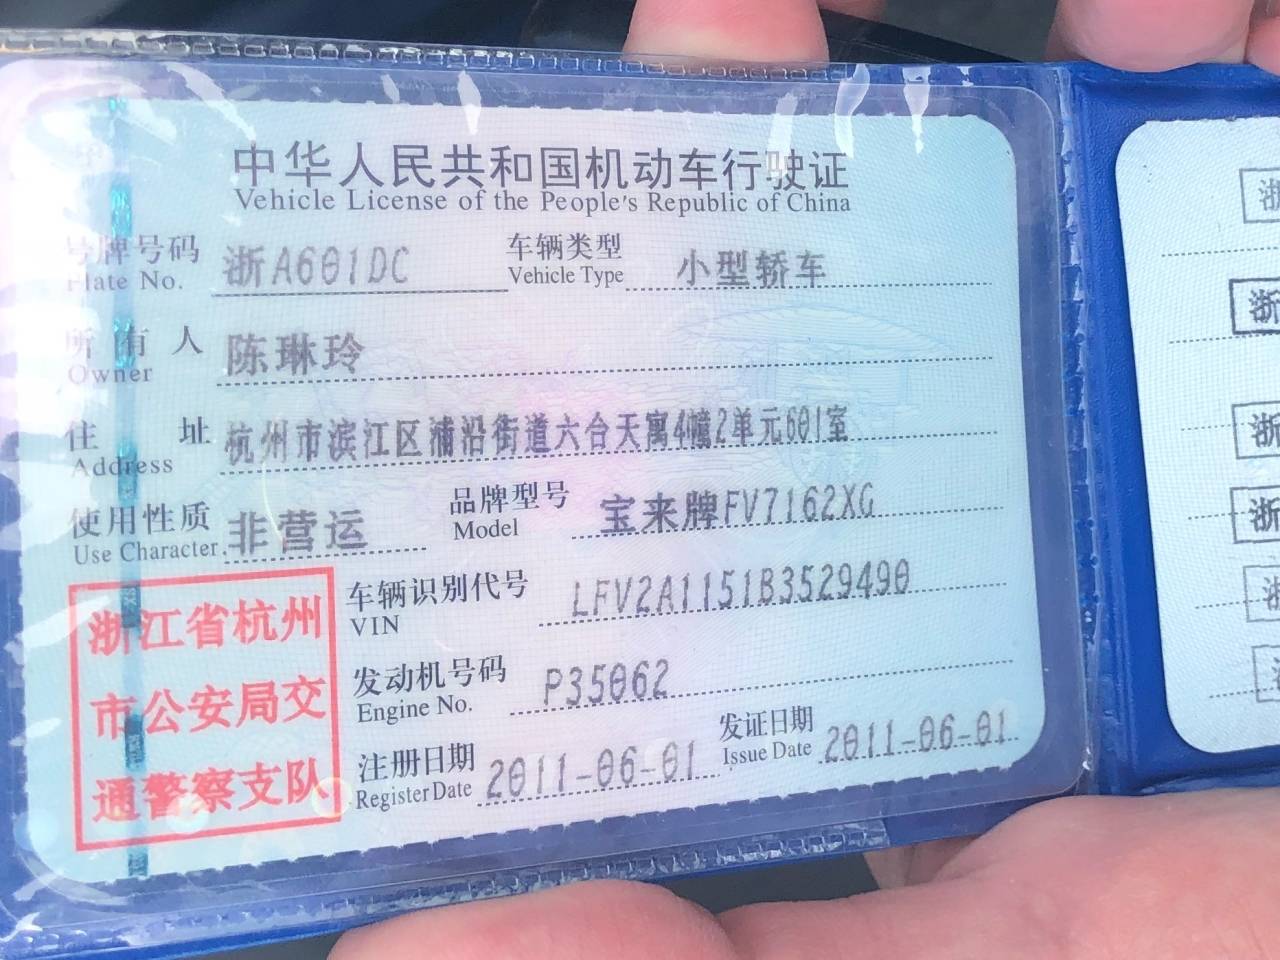 中华人民共和国机动车行驶证
Vehicle License of the People's Republic of China
号牌号码 浙A601DC 车辆类型 小型轿车
Plate No. Vehicle Type
所有人 陈琳玲
Owner
住址 杭州市滨江区浦沿街道六合天寓4幢2单元601室
Address
使用性质 非营运 品牌型号 宝来牌FV7162XG
Use Character Model
浙江省杭州
市公安局交
通警察支队
车辆识别代号 LFV2A1151B3529490
VIN
发动机号码 P35062
Engine No.
注册日期 2011-06-01 发证日期 2011-06-01
Register Date Issue Date
浙
浙
浙
浙